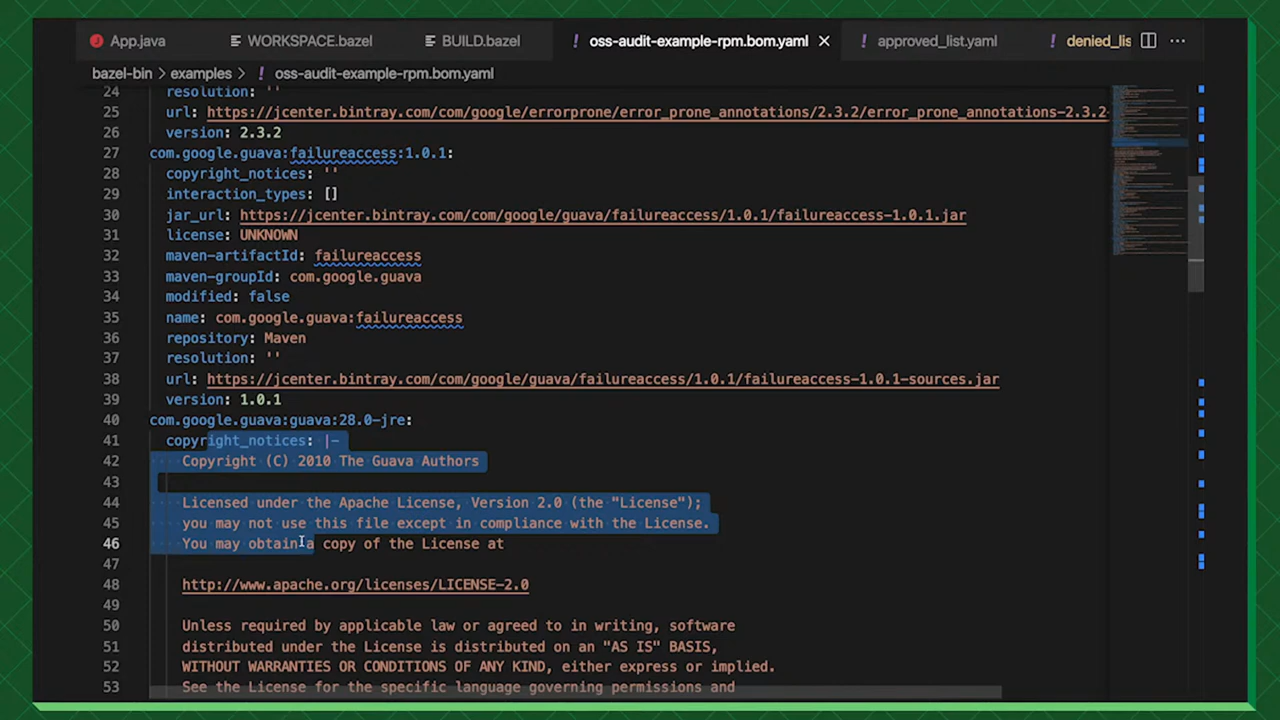 App.java
WORKSPACE.bazel
BUILD.bazel
oss-audit-example-rpm.bom.yaml
approved_list.yaml
denied_lis
bazel-bin > examples > ! oss-audit-example-rpm.bom.yaml
24 resolution: ''
25 url: https://jcenter.bintray.com/com/google/errorprone/error_prone_annotations/2.3.2/error_prone_annotations-2.3.2-
26 version: 2.3.2
27 com.google.guava:failureaccess:1.0.1:
28 copyright_notices: ''
29 interaction_types: []
30 jar_url: https://jcenter.bintray.com/com/google/guava/failureaccess/1.0.1/failureaccess-1.0.1.jar
31 license: UNKNOWN
32 maven-artifactId: failureaccess
33 maven-groupId: com.google.guava
34 modified: false
35 name: com.google.guava:failureaccess
36 repository: Maven
37 resolution: ''
38 url: https://jcenter.bintray.com/com/google/guava/failureaccess/1.0.1/failureaccess-1.0.1-sources.jar
39 version: 1.0.1
40 com.google.guava:guava:28.0-jre:
41 copyright_notices: |-
42 Copyright (C) 2010 The Guava Authors
43
44 Licensed under the Apache License, Version 2.0 (the "License");
45 you may not use this file except in compliance with the License.
46 You may obtain a copy of the License at
47
48 http://www.apache.org/licenses/LICENSE-2.0
49
50 Unless required by applicable law or agreed to in writing, software
51 distributed under the License is distributed on an "AS IS" BASIS,
52 WITHOUT WARRANTIES OR CONDITIONS OF ANY KIND, either express or implied.
53 See the License for the specific language governing permissions and